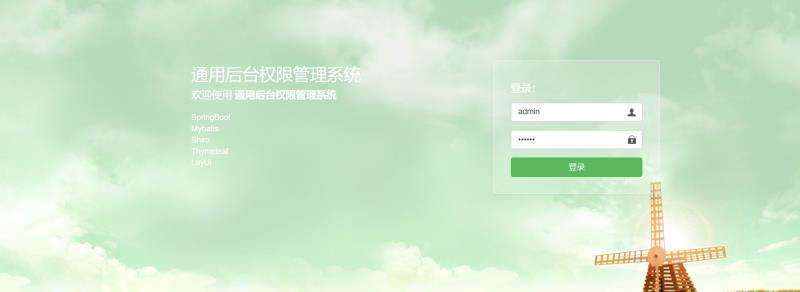 通用后台权限管理系统
欢迎使用 通用后台权限管理系统
SpringBoot
Mybatis
Shiro
Thymeleaf
LayUi
登录：
admin
••••••
登录